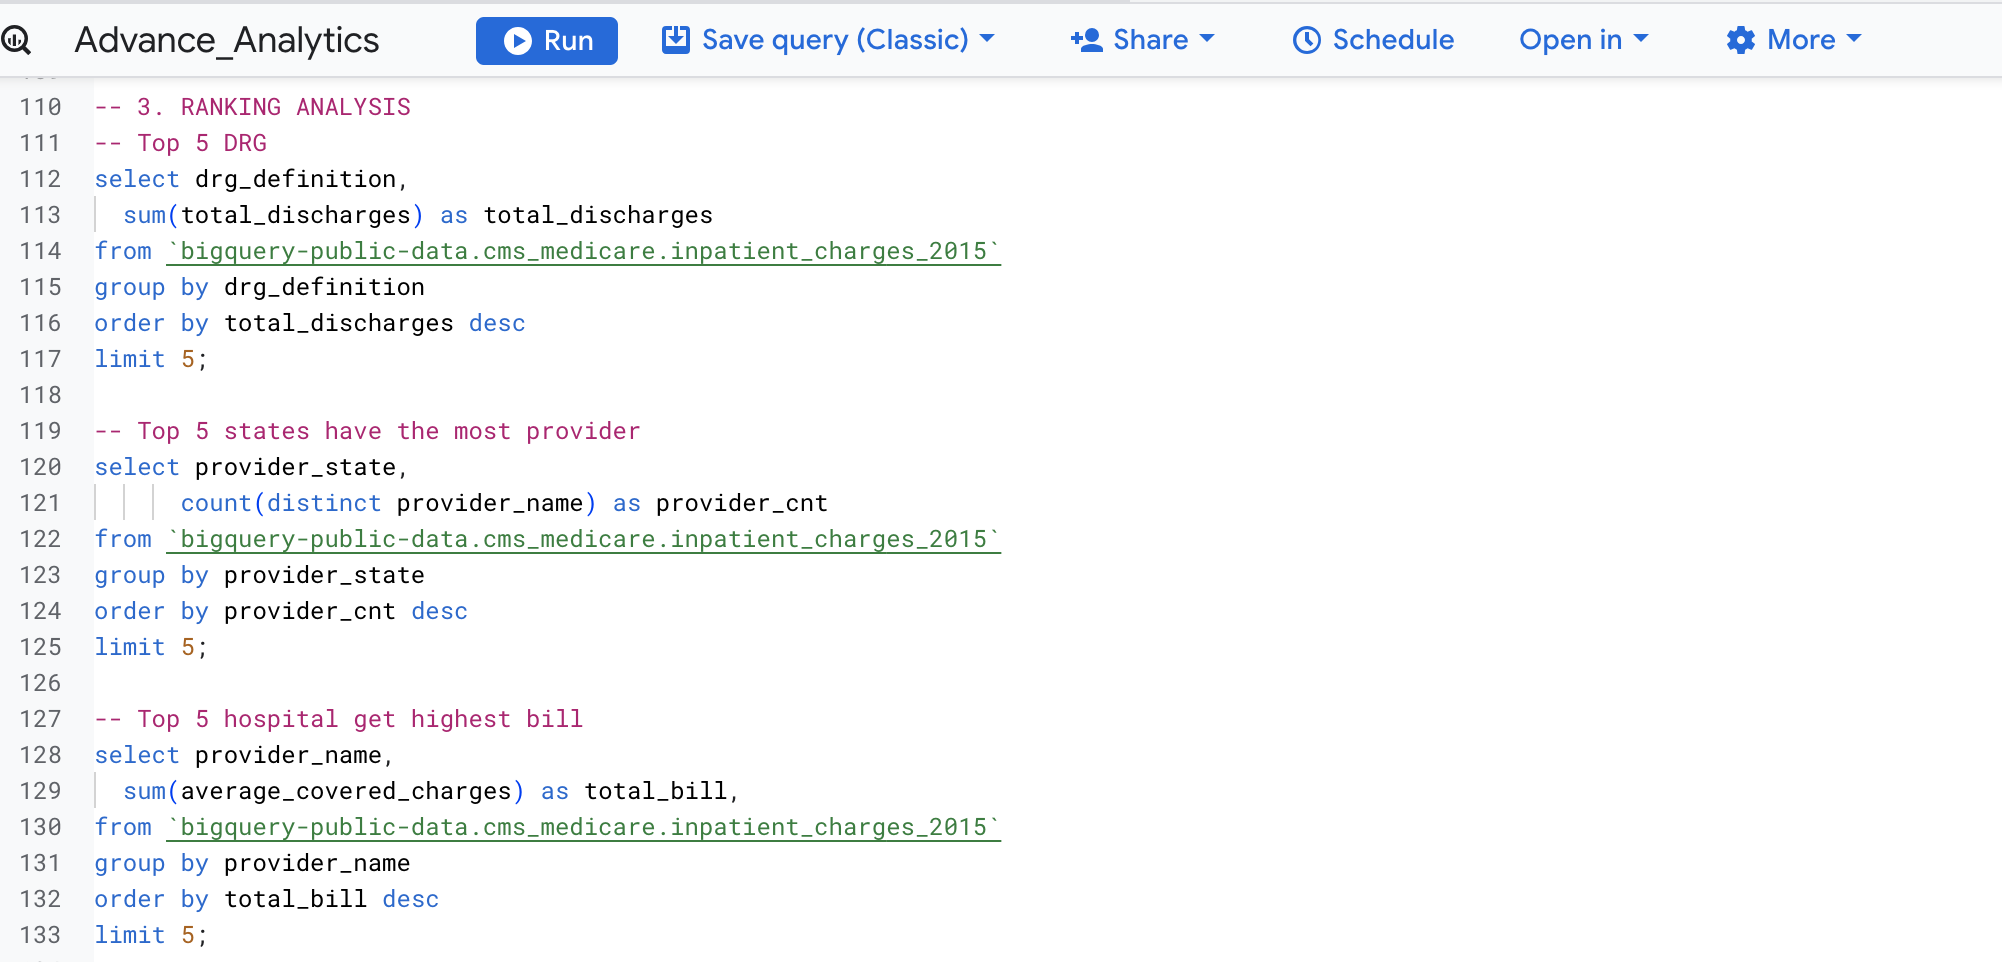 Advance_Analytics Run Save query (Classic) Share Schedule Open in More
110 -- 3. RANKING ANALYSIS
111 -- Top 5 DRG
112 select drg_definition,
113 sum(total_discharges) as total_discharges
114 from `bigquery-public-data.cms_medicare.inpatient_charges_2015`
115 group by drg_definition
116 order by total_discharges desc
117 limit 5;
118
119 -- Top 5 states have the most provider
120 select provider_state,
121 count(distinct provider_name) as provider_cnt
122 from `bigquery-public-data.cms_medicare.inpatient_charges_2015`
123 group by provider_state
124 order by provider_cnt desc
125 limit 5;
126
127 -- Top 5 hospital get highest bill
128 select provider_name,
129 sum(average_covered_charges) as total_bill,
130 from `bigquery-public-data.cms_medicare.inpatient_charges_2015`
131 group by provider_name
132 order by total_bill desc
133 limit 5;